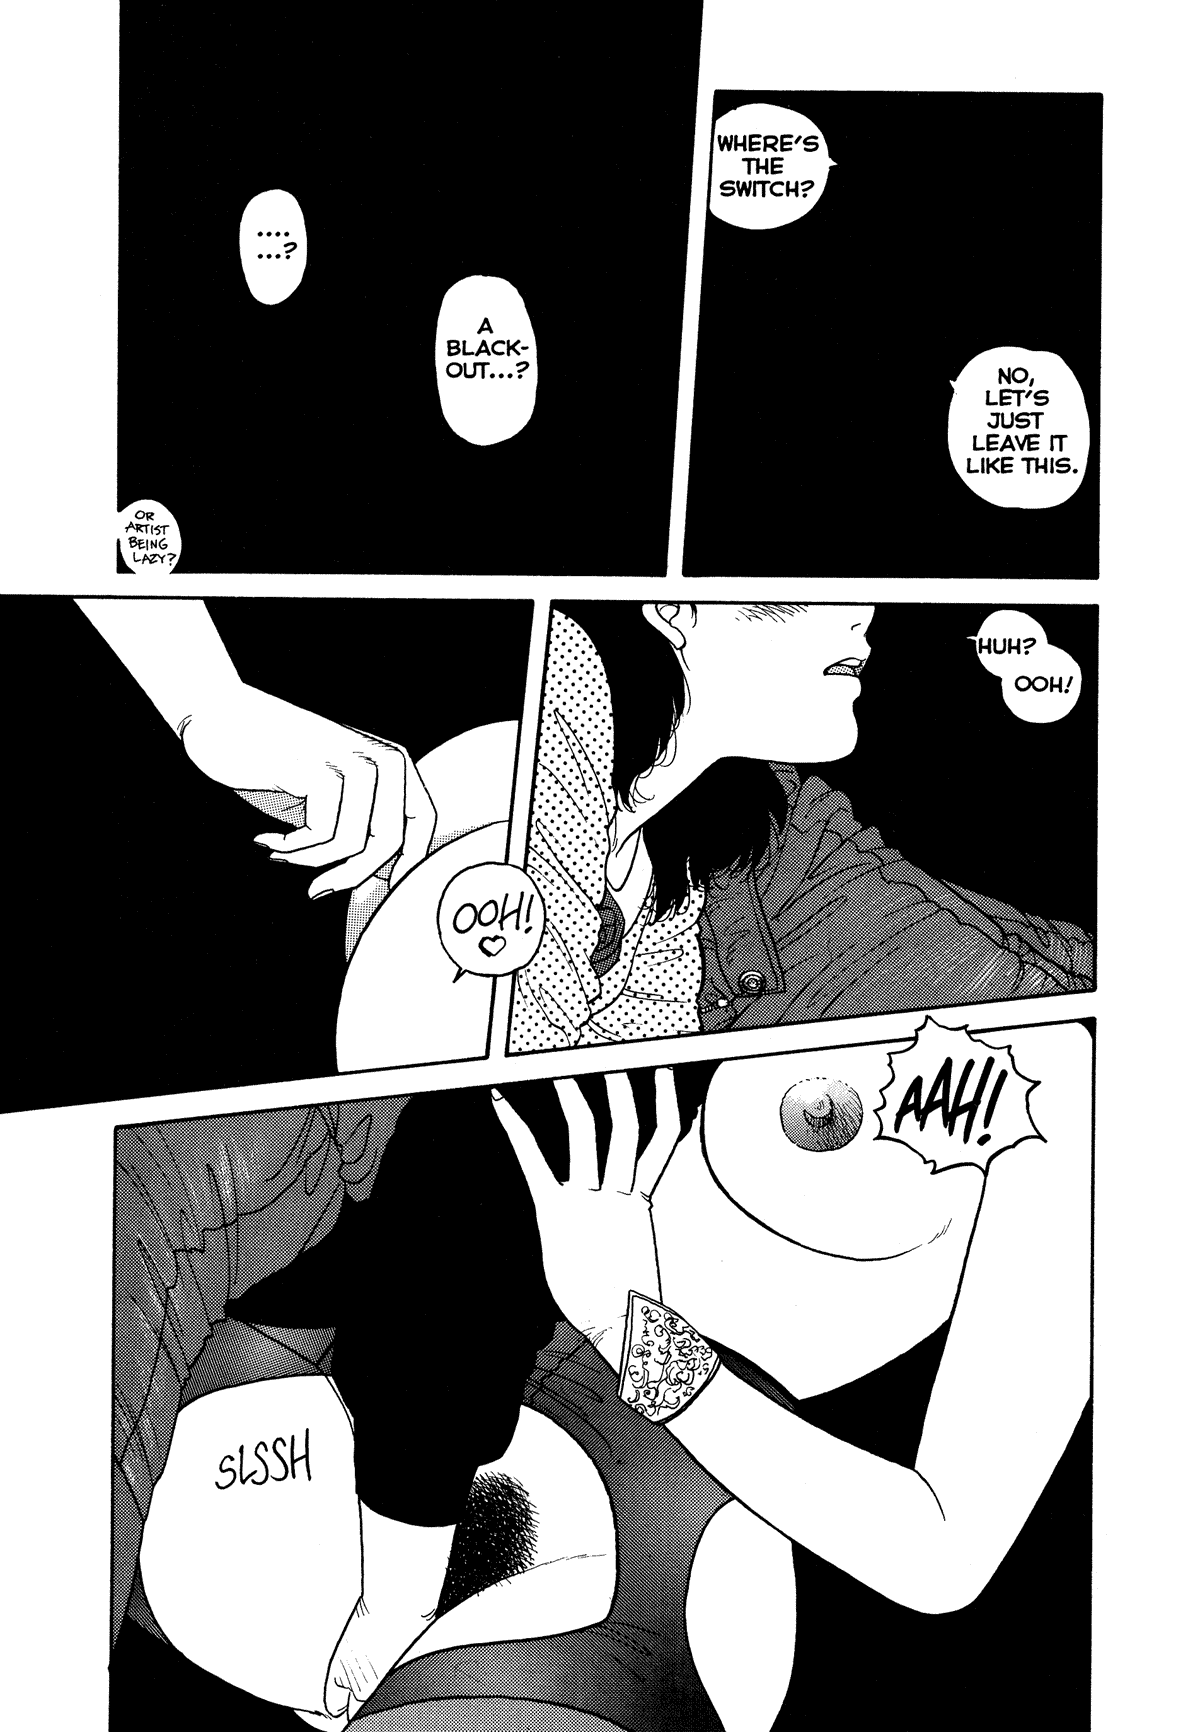 ....
...?
A
BLACK-
OUT...?
OR
ARTIST
BEING
LAZY?
WHERE'S
THE
SWITCH?
NO,
LET'S
JUST
LEAVE IT
LIKE THIS.
OOH!
♡
HUH?
OOH!
AAH!
SLSSH